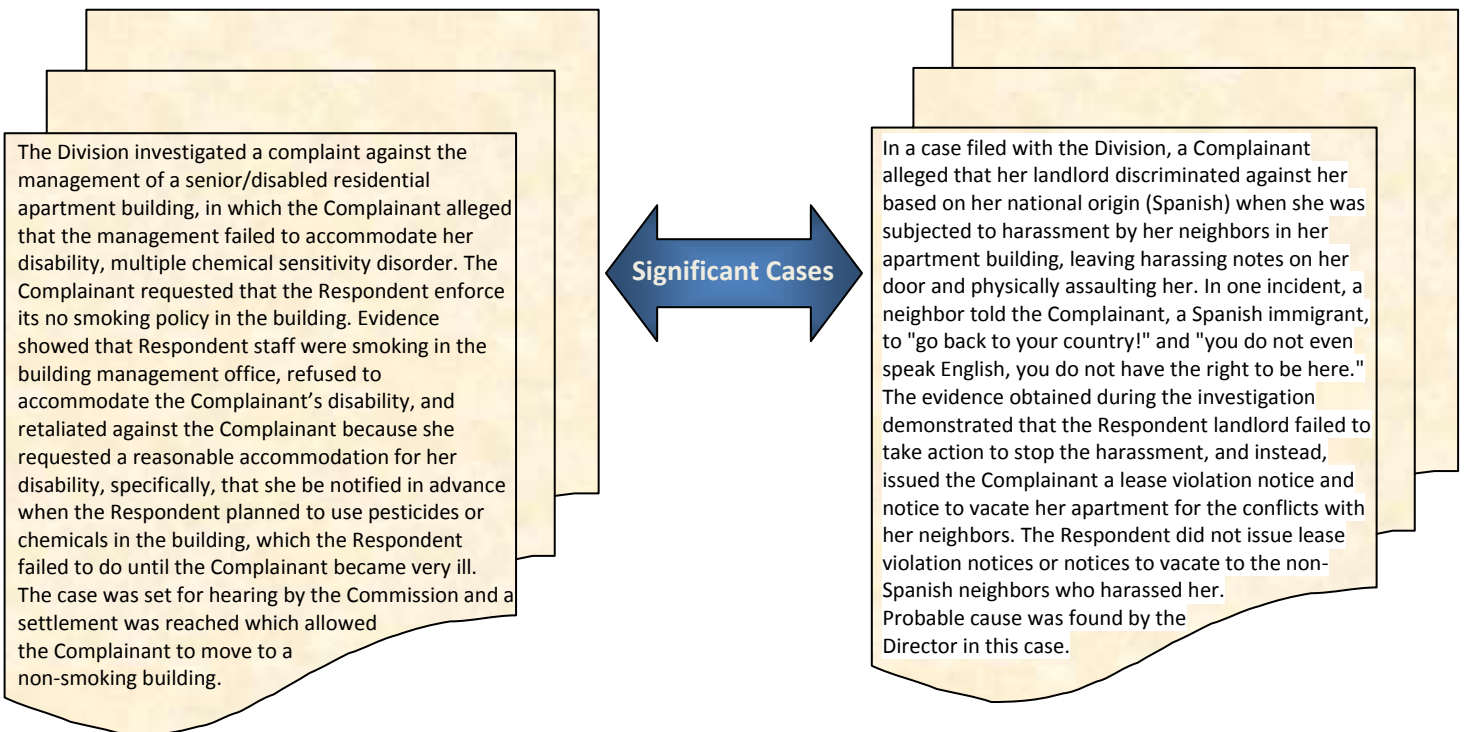 The Division investigated a complaint against the
management of a senior/disabled residential
apartment building, in which the Complainant alleged
that the management failed to accommodate her
disability, multiple chemical sensitivity disorder. The
Complainant requested that the Respondent enforce
its no smoking policy in the building. Evidence
showed that Respondent staff were smoking in the
building management office, refused to
accommodate the Complainant’s disability, and
retaliated against the Complainant because she
requested a reasonable accommodation for her
disability, specifically, that she be notified in advance
when the Respondent planned to use pesticides or
chemicals in the building, which the Respondent
failed to do until the Complainant became very ill.
The case was set for hearing by the Commission and a
settlement was reached which allowed
the Complainant to move to a
non-smoking building.
Significant Cases
In a case filed with the Division, a Complainant
alleged that her landlord discriminated against her
based on her national origin (Spanish) when she was
subjected to harassment by her neighbors in her
apartment building, leaving harassing notes on her
door and physically assaulting her. In one incident, a
neighbor told the Complainant, a Spanish immigrant,
to "go back to your country!" and "you do not even
speak English, you do not have the right to be here."
The evidence obtained during the investigation
demonstrated that the Respondent landlord failed to
take action to stop the harassment, and instead,
issued the Complainant a lease violation notice and
notice to vacate her apartment for the conflicts with
her neighbors. The Respondent did not issue lease
violation notices or notices to vacate to the non-
Spanish neighbors who harassed her.
Probable cause was found by the
Director in this case.